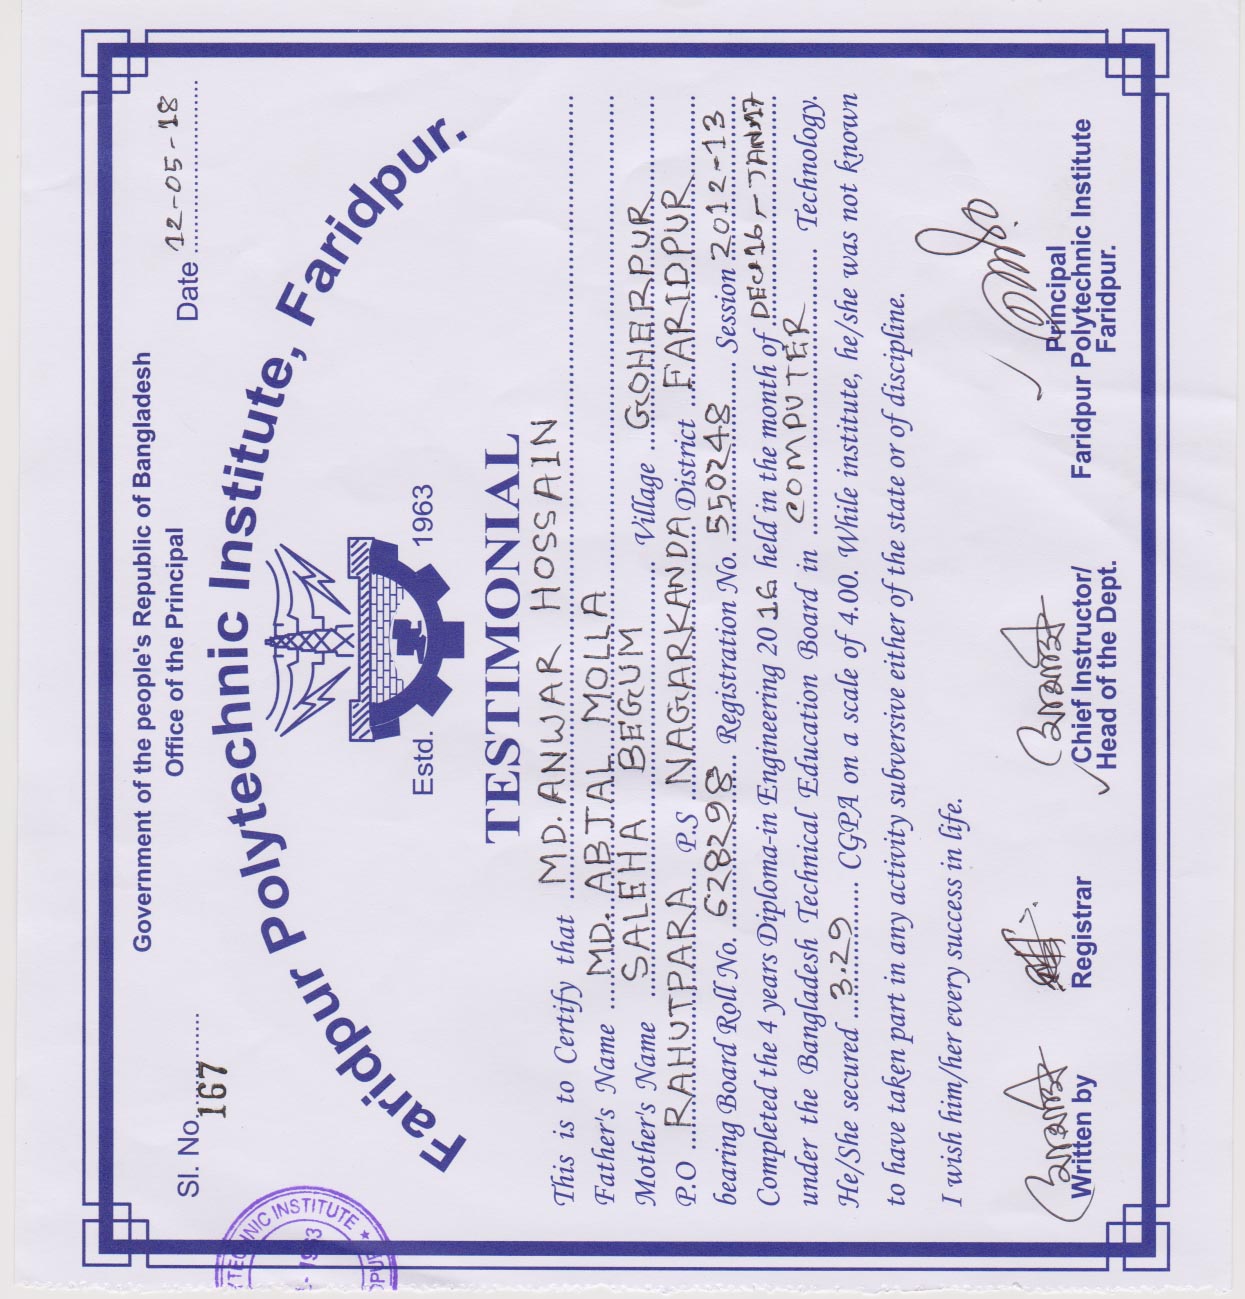 Government of the people's Republic of Bangladesh
Office of the Principal
Sl. No. 167
Date 12-05-18
Faridpur Polytechnic Institute, Faridpur.
Estd. 1963
TESTIMONIAL
This is to Certify that MD. ANWAR HOSSAIN
Father's Name MD. ABJAL MOLLA
Mother's Name SALEHA BEGUM Village GOHERPUR
P.O RAHUTPARA P.S NAGARKANDA District FARIDPUR
bearing Board Roll No. 628298 Registration No. 550248 Session 2012-13
Completed the 4 years Diploma-in Engineering 2016 held in the month of DEC 16 - JAN 17
under the Bangladesh Technical Education Board in COMPUTER Technology.
He/She secured 3.29 CGPA on a scale of 4.00. While institute, he/she was not known
to have taken part in any activity subversive either of the state or of discipline.
I wish him/her every success in life.
Written by
Registrar
Chief Instructor/
Head of the Dept.
Principal
Faridpur Polytechnic Institute
Faridpur.
YTECHNIC INSTITUTE